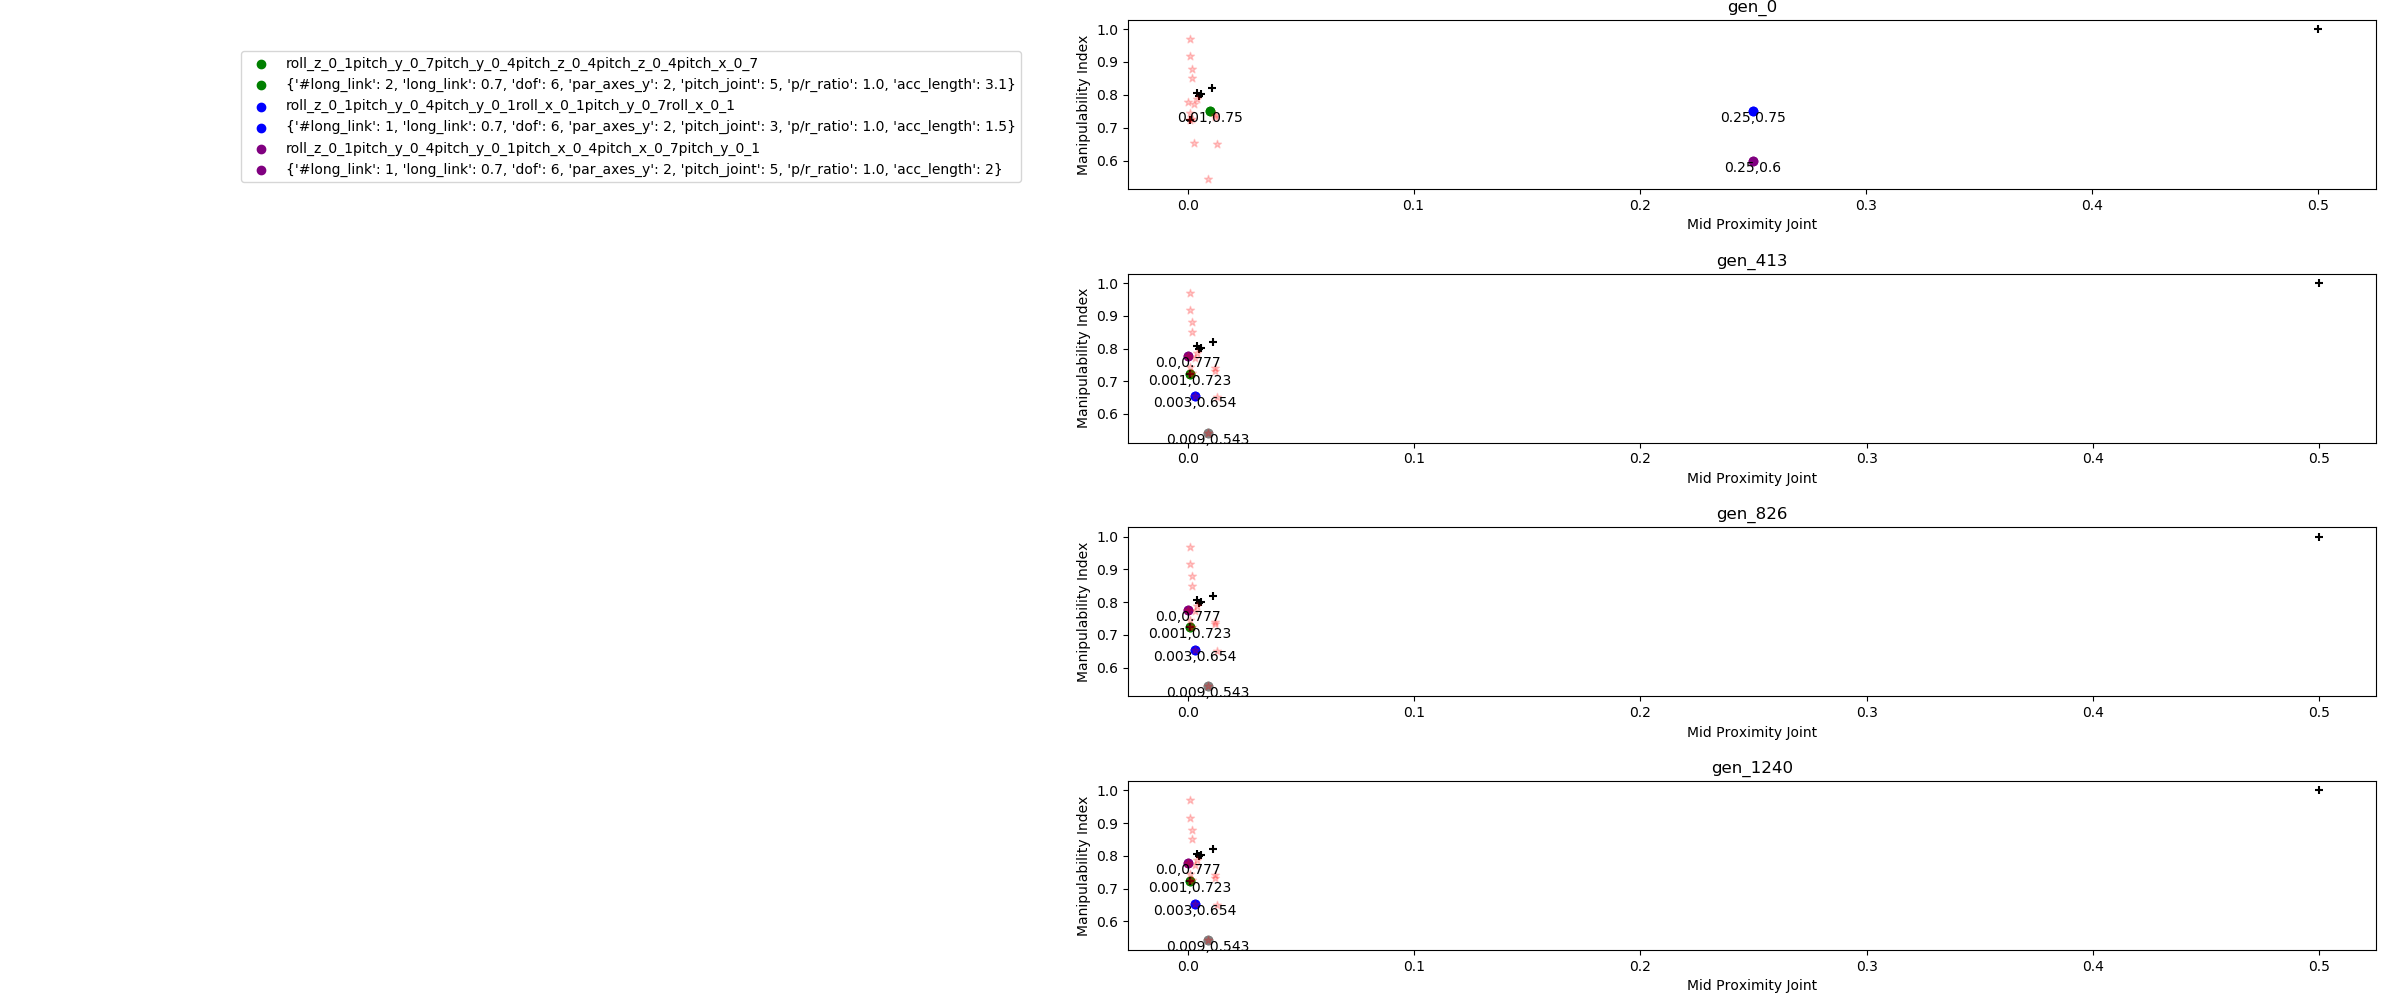 roll_z_0_1pitch_y_0_7pitch_y_0_4pitch_z_0_4pitch_z_0_4pitch_x_0_7
{'#long_link': 2, 'long_link': 0.7, 'dof': 6, 'par_axes_y': 2, 'pitch_joint': 5, 'p/r_ratio': 1.0, 'acc_length': 3.1}
roll_z_0_1pitch_y_0_4pitch_y_0_1roll_x_0_1pitch_y_0_7roll_x_0_1
{'#long_link': 1, 'long_link': 0.7, 'dof': 6, 'par_axes_y': 2, 'pitch_joint': 3, 'p/r_ratio': 1.0, 'acc_length': 1.5}
roll_z_0_1pitch_y_0_4pitch_y_0_1pitch_x_0_4pitch_x_0_7pitch_y_0_1
{'#long_link': 1, 'long_link': 0.7, 'dof': 6, 'par_axes_y': 2, 'pitch_joint': 5, 'p/r_ratio': 1.0, 'acc_length': 2}
gen_0
Manipulability Index
1.0
0.9
0.8
0.7
0.6
0.01,0.75
0.25,0.75
0.25,0.6
0.0 0.1 0.2 0.3 0.4 0.5
Mid Proximity Joint
gen_413
Manipulability Index
1.0
0.9
0.8
0.7
0.6
0.0,0.777
0.001,0.723
0.003,0.654
0.009,0.543
0.0 0.1 0.2 0.3 0.4 0.5
Mid Proximity Joint
gen_826
Manipulability Index
1.0
0.9
0.8
0.7
0.6
0.0,0.777
0.001,0.723
0.003,0.654
0.009,0.543
0.0 0.1 0.2 0.3 0.4 0.5
Mid Proximity Joint
gen_1240
Manipulability Index
1.0
0.9
0.8
0.7
0.6
0.0,0.777
0.001,0.723
0.003,0.654
0.009,0.543
0.0 0.1 0.2 0.3 0.4 0.5
Mid Proximity Joint